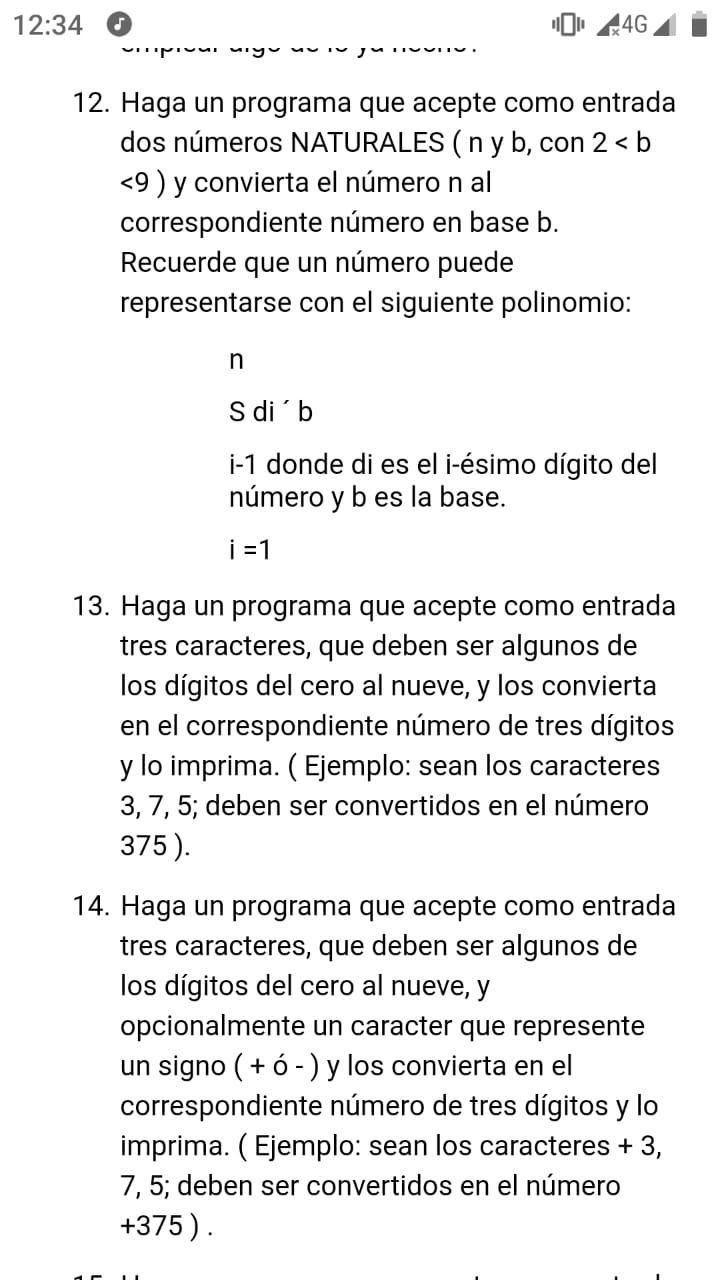 12:34 4G
12. Haga un programa que acepte como entrada
dos números NATURALES ( n y b, con 2 < b
<9 ) y convierta el número n al
correspondiente número en base b.
Recuerde que un número puede
representarse con el siguiente polinomio:
n
S di ´ b
i-1 donde di es el i-ésimo dígito del
número y b es la base.
i =1
13. Haga un programa que acepte como entrada
tres caracteres, que deben ser algunos de
los dígitos del cero al nueve, y los convierta
en el correspondiente número de tres dígitos
y lo imprima. ( Ejemplo: sean los caracteres
3, 7, 5; deben ser convertidos en el número
375 ).
14. Haga un programa que acepte como entrada
tres caracteres, que deben ser algunos de
los dígitos del cero al nueve, y
opcionalmente un caracter que represente
un signo ( + ó - ) y los convierta en el
correspondiente número de tres dígitos y lo
imprima. ( Ejemplo: sean los caracteres + 3,
7, 5; deben ser convertidos en el número
+375 ) .